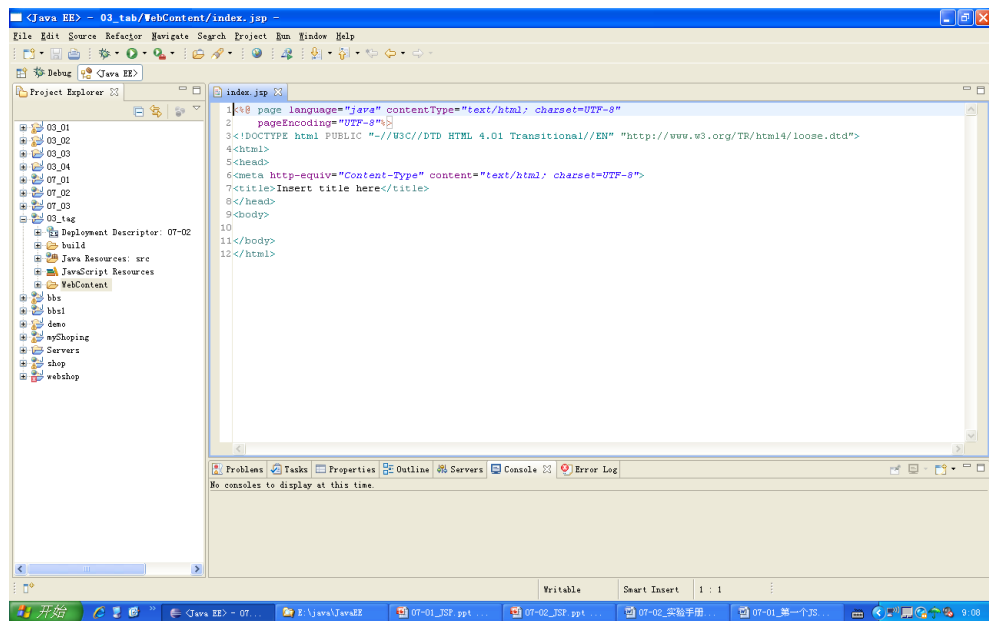 <Java EE> - 03_tab/WebContent/index.jsp -
File Edit Source Refactor Navigate Search Project Run Window Help
Debug <Java EE>
Project Explorer
03_01
03_02
03_03
03_04
07_01
07_02
07_03
03_tag
Deployment Descriptor: 07-02
build
Java Resources: src
JavaScript Resources
WebContent
bbs
bbs1
demo
myShoping
Servers
shop
webshop
index.jsp
1 <%@ page language="java" contentType="text/html; charset=UTF-8"
2 pageEncoding="UTF-8"%>
3 <!DOCTYPE html PUBLIC "-//W3C//DTD HTML 4.01 Transitional//EN" "http://www.w3.org/TR/html4/loose.dtd">
4 <html>
5 <head>
6 <meta http-equiv="Content-Type" content="text/html; charset=UTF-8">
7 <title>Insert title here</title>
8 </head>
9 <body>
10
11 </body>
12 </html>
Problems Tasks Properties Outline Servers Console Error Log
No consoles to display at this time.
Writable Smart Insert 1 : 1
开始 <Java EE> - 07... E:\java\JavaEE 07-01_JSP.ppt ... 07-02_JSP.ppt ... 07-02_实验手册... 07-01_第一个JS... 9:08